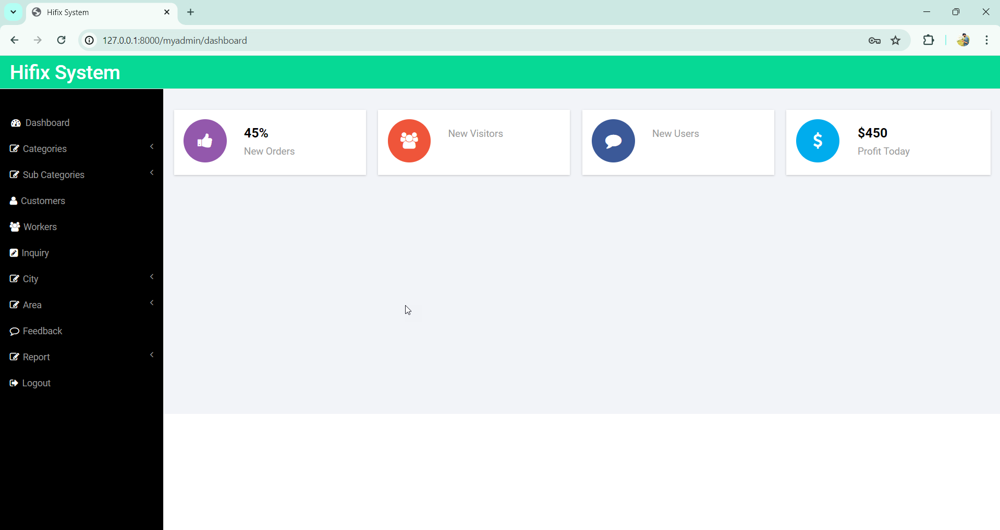 Hifix System
127.0.0.1:8000/myadmin/dashboard
Hifix System
Dashboard
Categories
Sub Categories
Customers
Workers
Inquiry
City
Area
Feedback
Report
Logout
45%
New Orders
New Visitors
New Users
$450
Profit Today